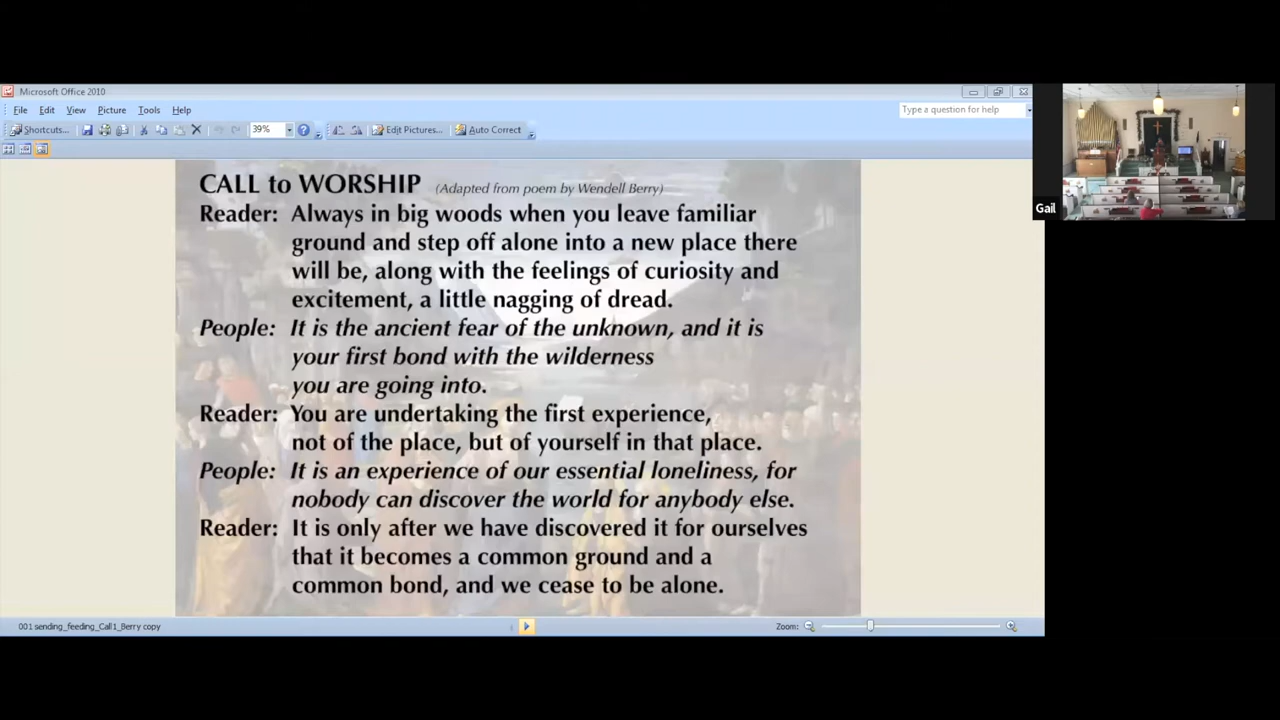 Microsoft Office 2010
File Edit View Picture Tools Help
Type a question for help
Shortcuts... 39% Edit Pictures... Auto Correct
CALL to WORSHIP (Adapted from poem by Wendell Berry)
Reader: Always in big woods when you leave familiar
ground and step off alone into a new place there
will be, along with the feelings of curiosity and
excitement, a little nagging of dread.
People: It is the ancient fear of the unknown, and it is
your first bond with the wilderness
you are going into.
Reader: You are undertaking the first experience,
not of the place, but of yourself in that place.
People: It is an experience of our essential loneliness, for
nobody can discover the world for anybody else.
Reader: It is only after we have discovered it for ourselves
that it becomes a common ground and a
common bond, and we cease to be alone.
001 sending_feeding_Call1_Berry copy
Zoom:
Gail